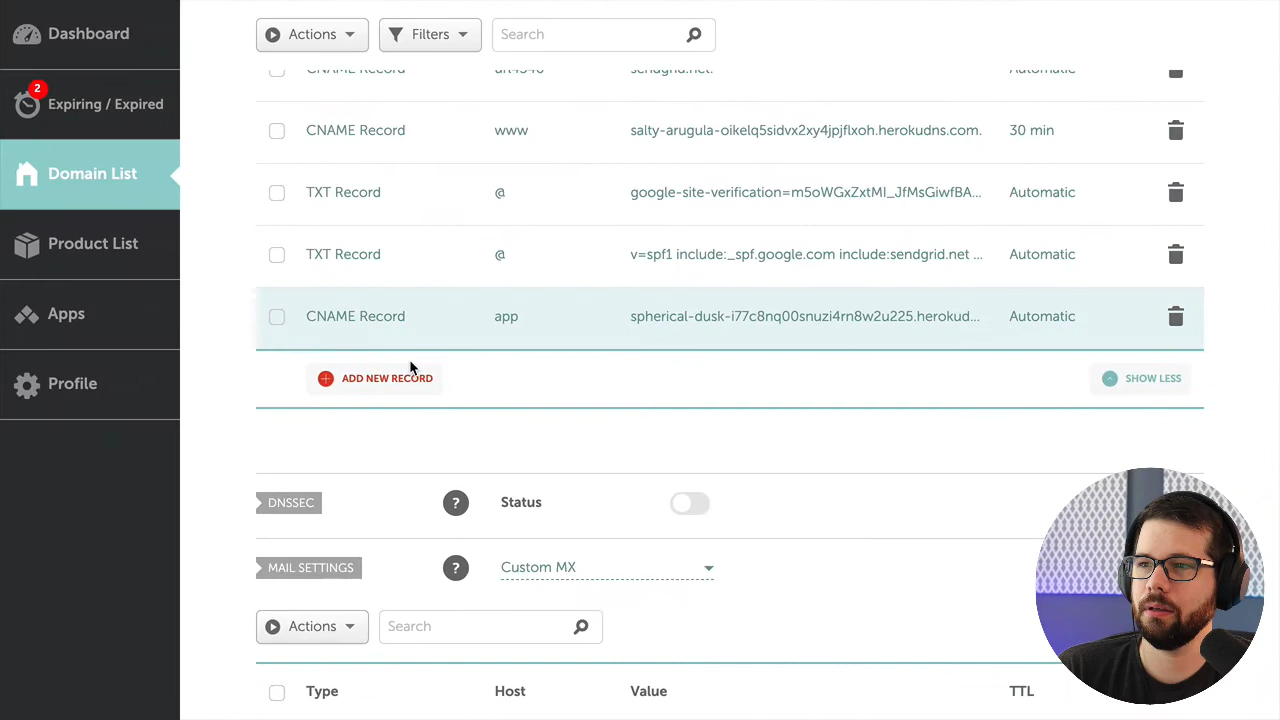 Dashboard
2
Expiring / Expired
Domain List
Product List
Apps
Profile
Actions
Filters
Search
sendgrid.net.
Automatic
CNAME Record www salty-arugula-oikelq5sidvx2xy4jpjflxoh.herokudns.com. 30 min
TXT Record @ google-site-verification=m5oWGxZxtMI_JfMsGiwfBA... Automatic
TXT Record @ v=spf1 include:_spf.google.com include:sendgrid.net ... Automatic
CNAME Record app spherical-dusk-i77c8nq00snuzi4rn8w2u225.herokud... Automatic
ADD NEW RECORD
SHOW LESS
DNSSEC ? Status
MAIL SETTINGS ? Custom MX
Actions
Search
Type Host Value TTL